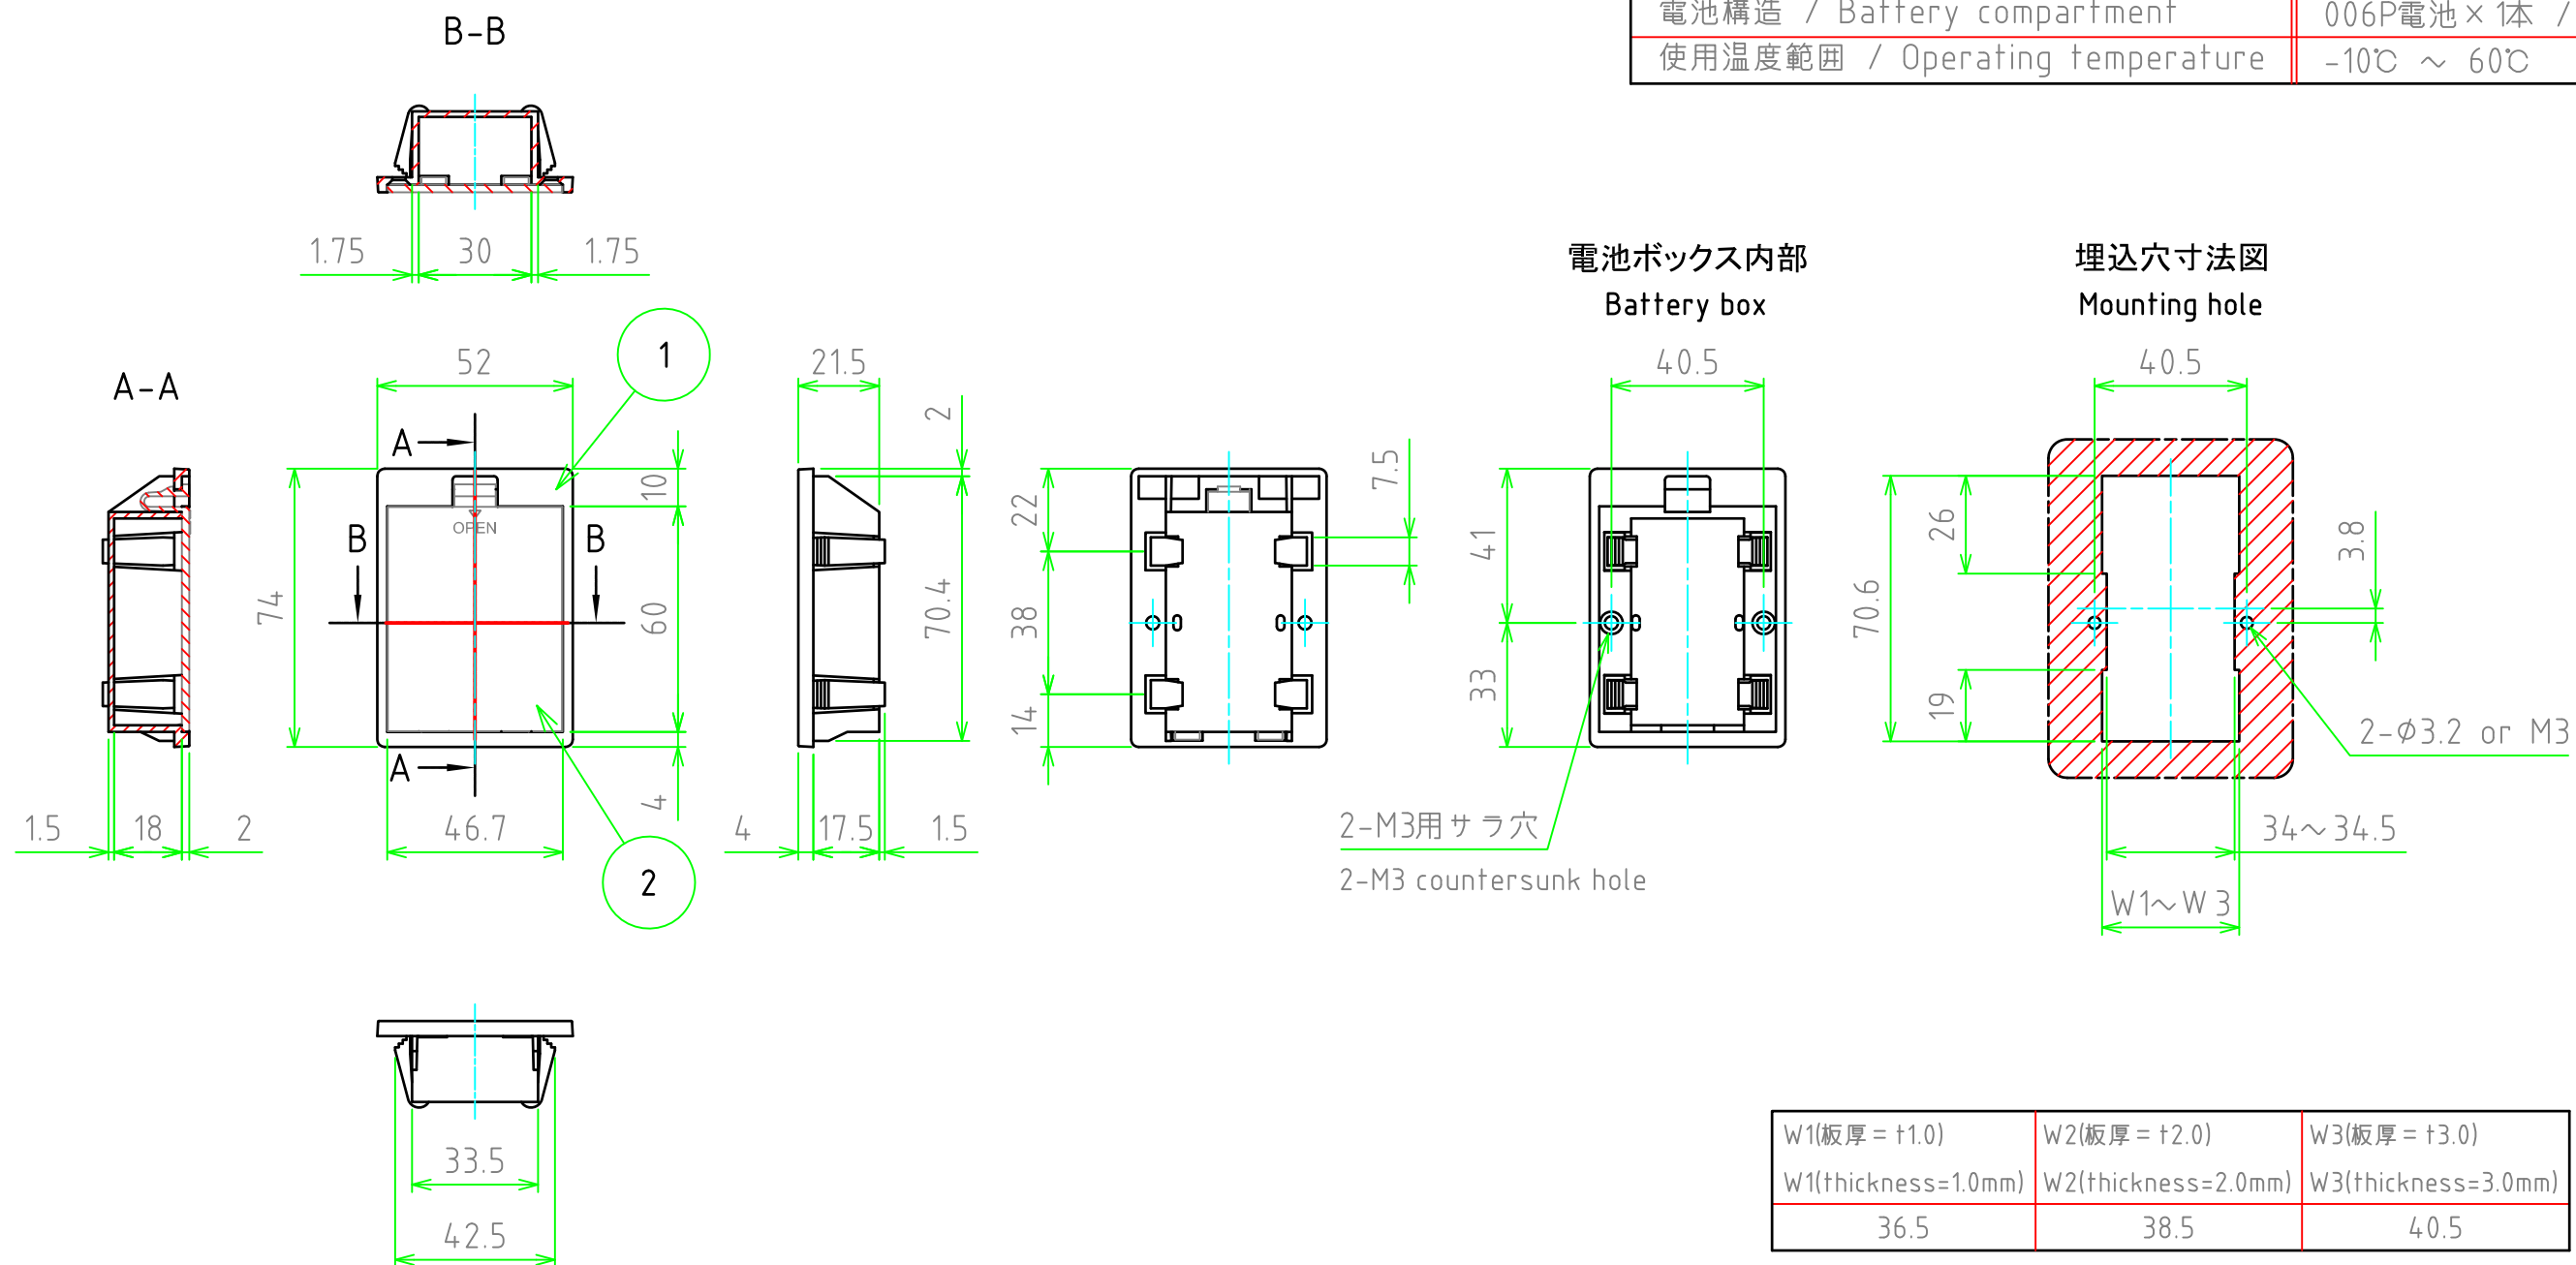 電池構造 / Battery compartment 006P電池×1本 /
使用温度範囲 / Operating temperature -10℃ ～ 60℃
B-B
1.75 30 1.75
A-A
52
1
A
B B
OPEN
74
10
60
4
A
46.7
2
1.5 18 2
21.5
2
70.4
4 17.5 1.5
22
38
14
7.5
電池ボックス内部
Battery box
40.5
41
33
2-M3用サラ穴
2-M3 countersunk hole
埋込穴寸法図
Mounting hole
40.5
70.6
26
19
3.8
2-φ3.2 or M3
34～34.5
W1～W3
33.5
42.5
W1(板厚=t1.0) W2(板厚=t2.0) W3(板厚=t3.0)
W1(thickness=1.0mm) W2(thickness=2.0mm) W3(thickness=3.0mm)
36.5 38.5 40.5